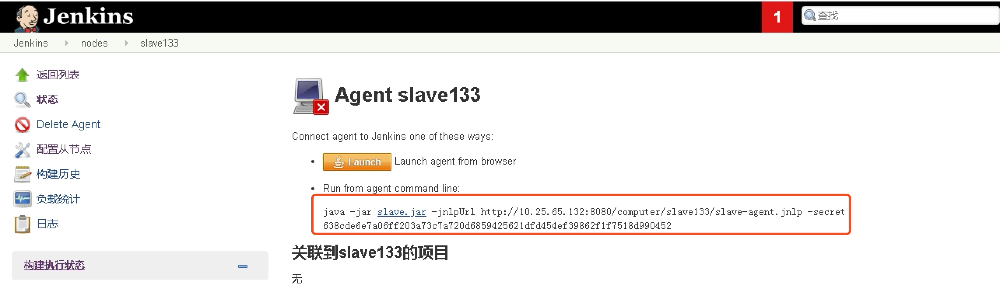 Jenkins
1
查找
Jenkins
nodes
slave133
返回列表
状态
Delete Agent
配置从节点
构建历史
负载统计
日志
构建执行状态
Agent slave133
Connect agent to Jenkins one of these ways:
Launch Launch agent from browser
Run from agent command line:
java -jar slave.jar -jnlpUrl http://10.25.65.132:8080/computer/slave133/slave-agent.jnlp -secret
638cde6e7a06ff203a73c7a720d6859425621dfd454ef39862f1f7518d990452
关联到slave133的项目
无